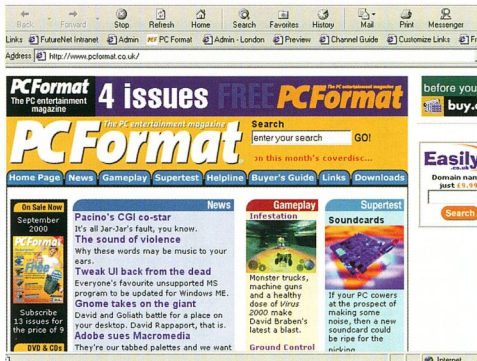 Back Forward Stop Refresh Home Search Favorites History Mail Print Messenger
Links FutureNet Intranet Admin PC Format Admin - London Preview Channel Guide Customize Links
Address http://www.pcformat.co.uk/
PCFormat
The PC entertainment
magazine
4 issues FREE
The PC entertainment magazine
PCFormat
before you
buy.
The PC entertainment magazine
PCFormat
Search
enter your search GO!
on this month's coverdisc...
Home Page News Gameplay Supertest Helpline Buyer's Guide Links Downloads
On Sale Now
September
2000
PCFormat
Free
Subscribe
13 issues for
the price of 9
DVD & CDs
News
Pacino's CGI co-star
It's all Jar-Jar's fault, you know.
The sound of violence
Why these words may be music to your
ears.
Tweak UI back from the dead
Everyone's favourite unsupported MS
program to be updated for Windows ME.
Gnome takes on the giant
David and Goliath battle for a place on
your desktop. David Rappaport, that is.
Adobe sues Macromedia
They're our tabbed palettes and we want
Gameplay
Infestation
Monster trucks,
machine guns
and a healthy
dose of Virus
2000 make
David Braben's
latest a blast.
Ground Control
Supertest
Soundcards
If your PC cowers
at the prospect of
making some
noise, then a new
soundcard could
be ripe for the
picking
Easily
.co.uk
Domain nam
just £9.99
Search
Internet